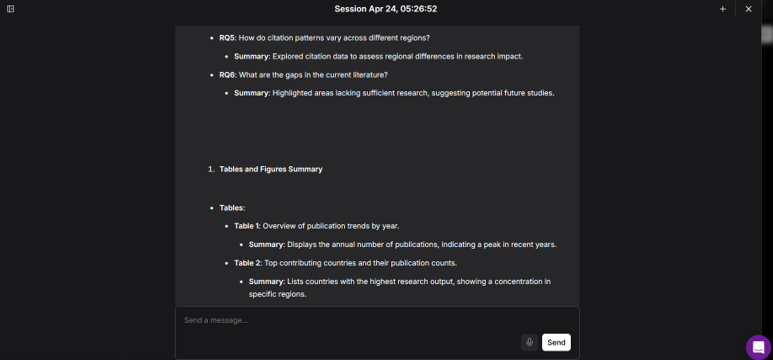 Session Apr 24, 05:26:52
RQ5: How do citation patterns vary across different regions?
Summary: Explored citation data to assess regional differences in research impact.
RQ6: What are the gaps in the current literature?
Summary: Highlighted areas lacking sufficient research, suggesting potential future studies.
1. Tables and Figures Summary
Tables:
Table 1: Overview of publication trends by year.
Summary: Displays the annual number of publications, indicating a peak in recent years.
Table 2: Top contributing countries and their publication counts.
Summary: Lists countries with the highest research output, showing a concentration in
specific regions.
Send a message...
Send